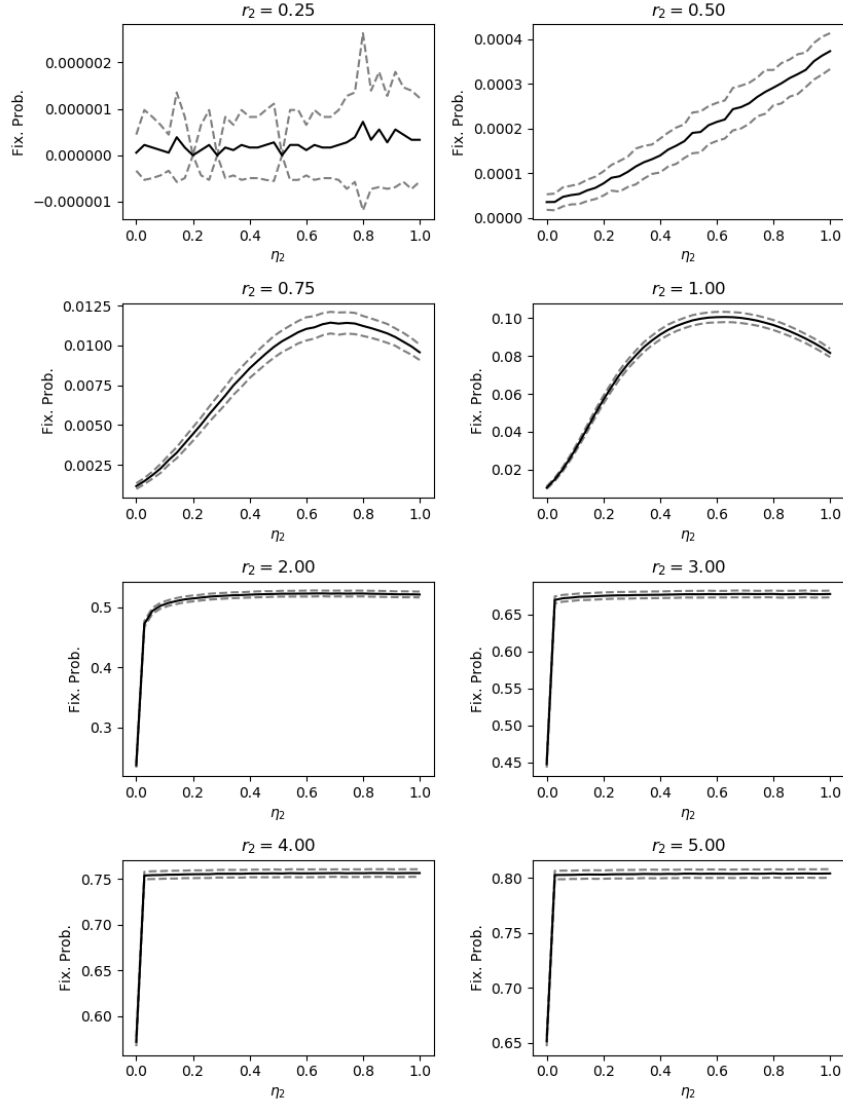 r₂ = 0.25
Fix. Prob.
0.000002
0.000001
0.000000
−0.000001
0.0 0.2 0.4 0.6 0.8 1.0
η₂
r₂ = 0.50
Fix. Prob.
0.0004
0.0003
0.0002
0.0001
0.0000
0.0 0.2 0.4 0.6 0.8 1.0
η₂
r₂ = 0.75
Fix. Prob.
0.0125
0.0100
0.0075
0.0050
0.0025
0.0 0.2 0.4 0.6 0.8 1.0
η₂
r₂ = 1.00
Fix. Prob.
0.10
0.08
0.06
0.04
0.02
0.0 0.2 0.4 0.6 0.8 1.0
η₂
r₂ = 2.00
Fix. Prob.
0.5
0.4
0.3
0.0 0.2 0.4 0.6 0.8 1.0
η₂
r₂ = 3.00
Fix. Prob.
0.65
0.60
0.55
0.50
0.45
0.0 0.2 0.4 0.6 0.8 1.0
η₂
r₂ = 4.00
Fix. Prob.
0.75
0.70
0.65
0.60
0.0 0.2 0.4 0.6 0.8 1.0
η₂
r₂ = 5.00
Fix. Prob.
0.80
0.75
0.70
0.65
0.0 0.2 0.4 0.6 0.8 1.0
η₂